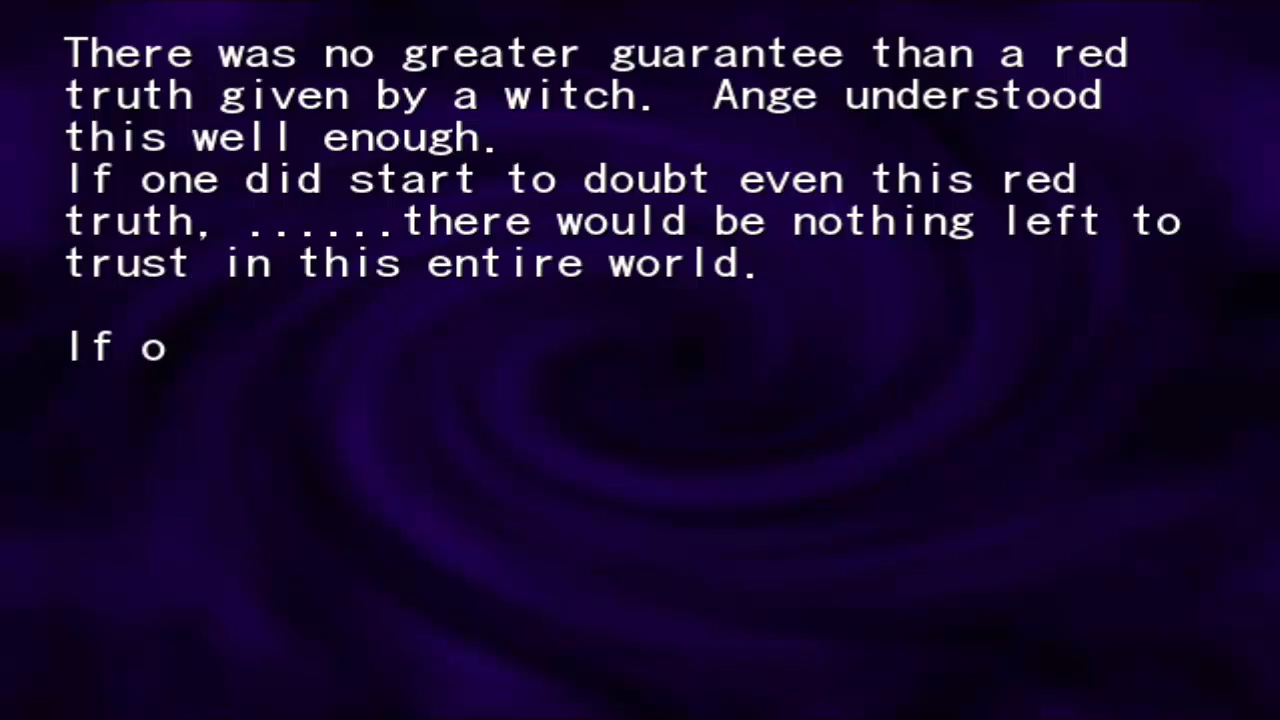 There was no greater guarantee than a red
truth given by a witch.  Ange understood
this well enough.
If one did start to doubt even this red
truth, ......there would be nothing left to
trust in this entire world.
If o